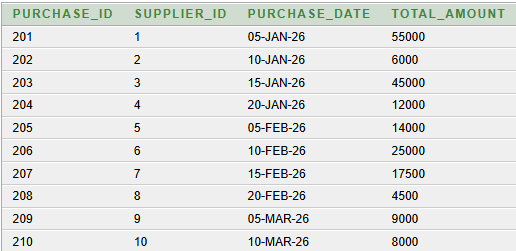 PURCHASE_ID SUPPLIER_ID PURCHASE_DATE TOTAL_AMOUNT
201 1 05-JAN-26 55000
202 2 10-JAN-26 6000
203 3 15-JAN-26 45000
204 4 20-JAN-26 12000
205 5 05-FEB-26 14000
206 6 10-FEB-26 25000
207 7 15-FEB-26 17500
208 8 20-FEB-26 4500
209 9 05-MAR-26 9000
210 10 10-MAR-26 8000